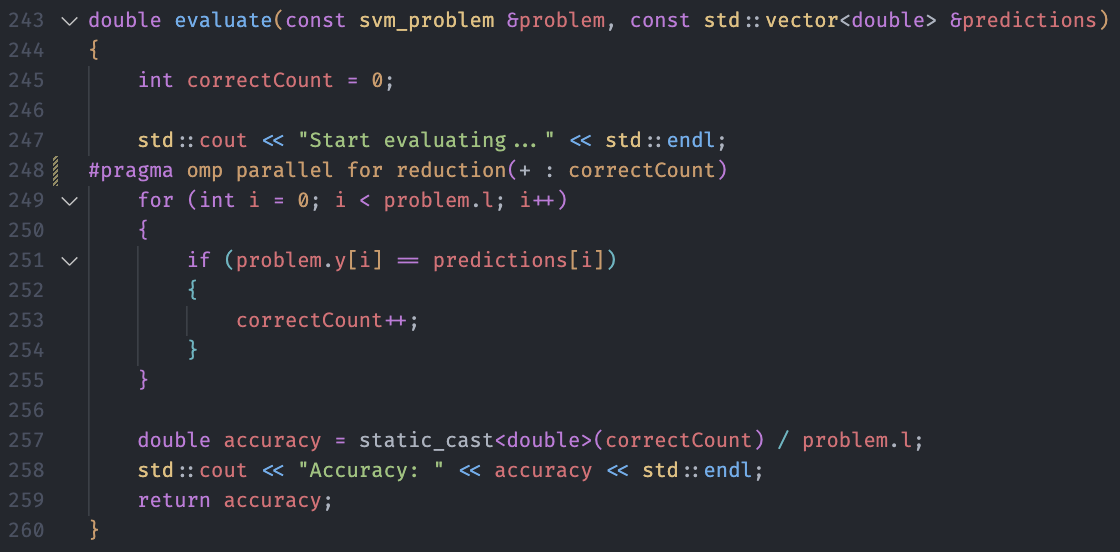 243 double evaluate(const svm_problem &problem, const std::vector<double> &predictions)
244 {
245     int correctCount = 0;
246
247     std::cout << "Start evaluating..." << std::endl;
248 #pragma omp parallel for reduction(+ : correctCount)
249     for (int i = 0; i < problem.l; i++)
250     {
251         if (problem.y[i] == predictions[i])
252         {
253             correctCount++;
254         }
255     }
256
257     double accuracy = static_cast<double>(correctCount) / problem.l;
258     std::cout << "Accuracy: " << accuracy << std::endl;
259     return accuracy;
260 }